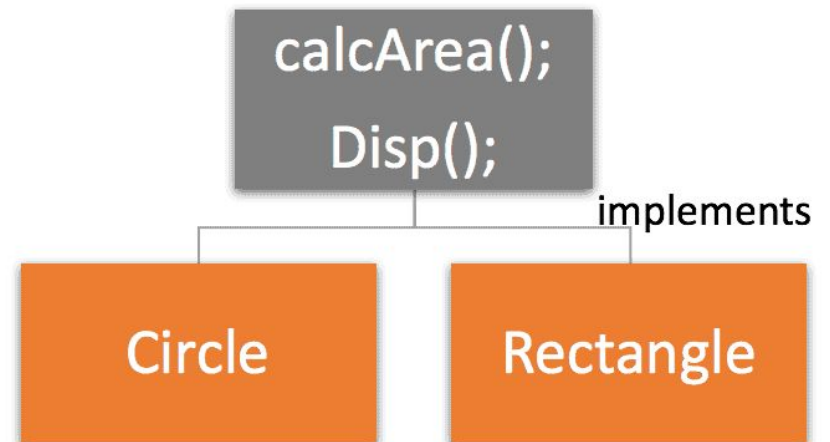 calcArea();
Disp();
implements
Circle
Rectangle